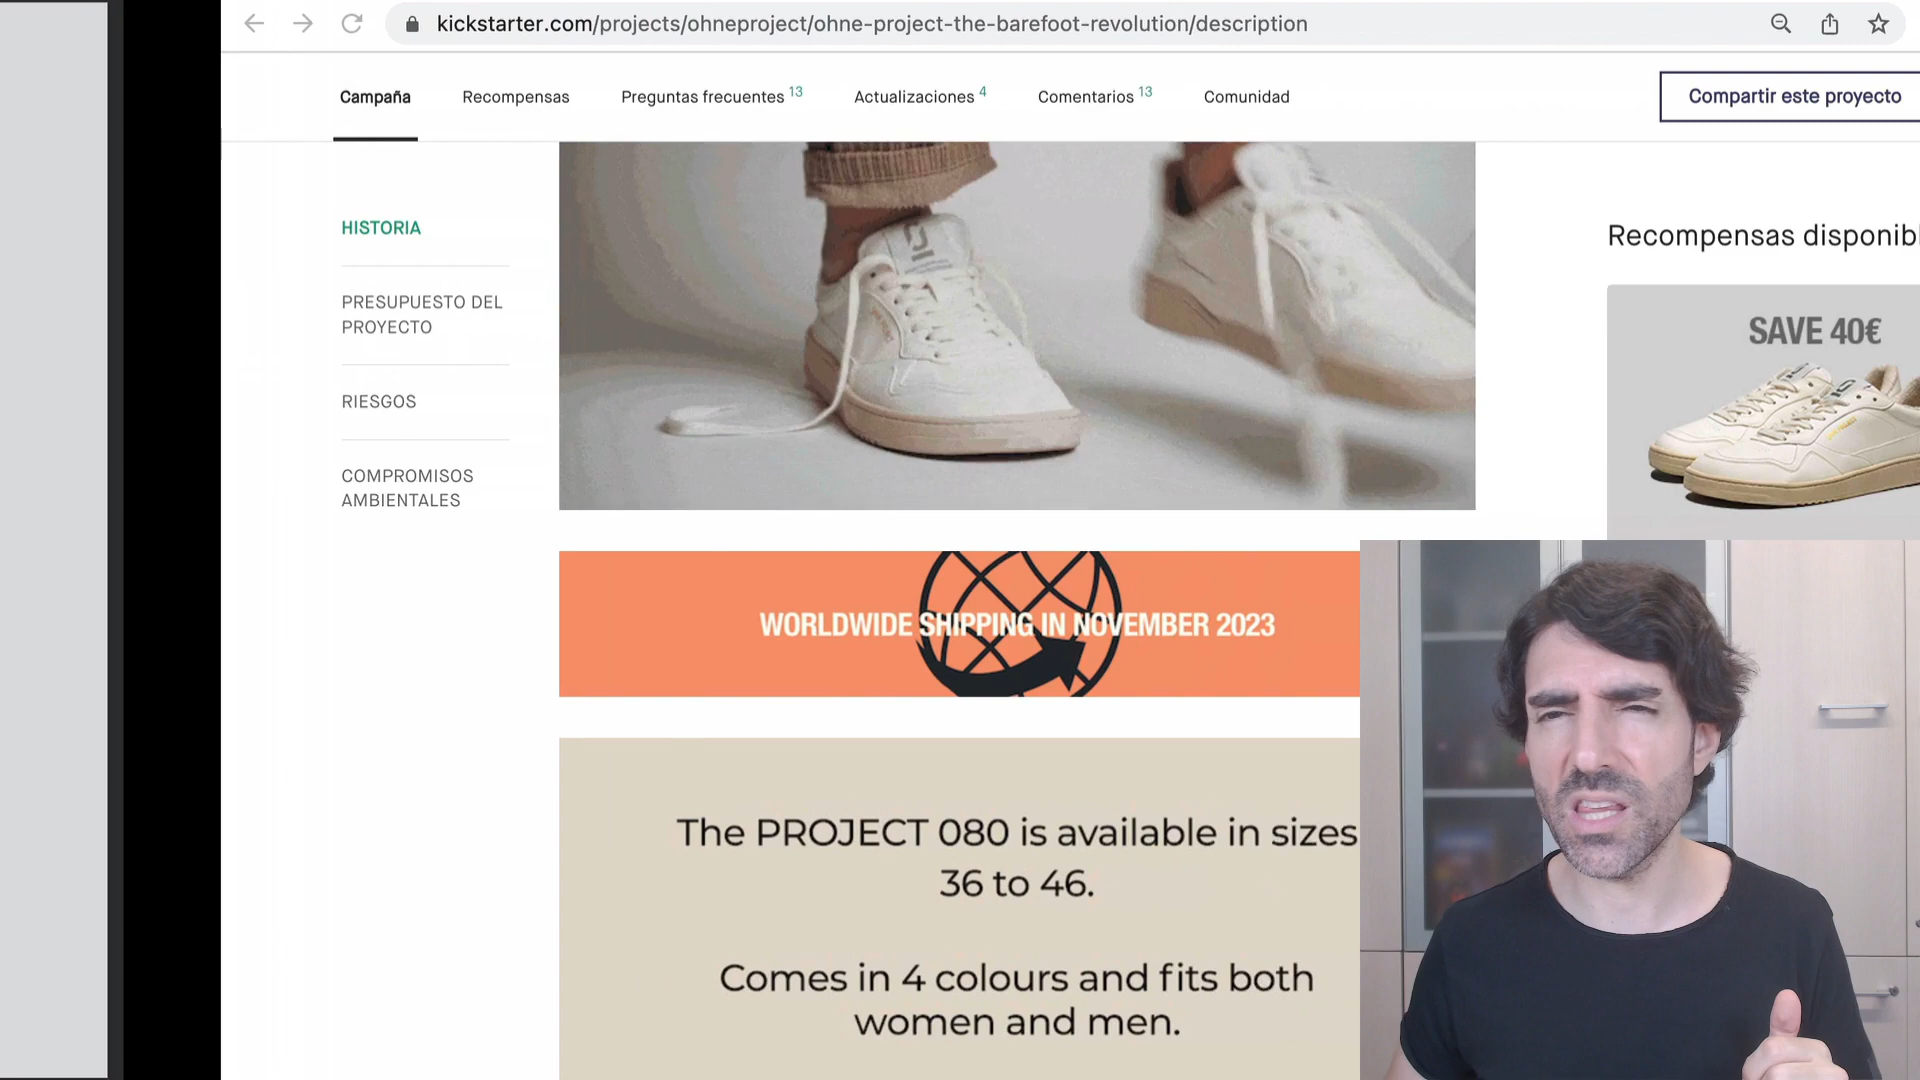 kickstarter.com/projects/ohneproject/ohne-project-the-barefoot-revolution/description
Campaña
Recompensas
Preguntas frecuentes 13
Actualizaciones 4
Comentarios 13
Comunidad
Compartir este proyecto
HISTORIA
PRESUPUESTO DEL
PROYECTO
RIESGOS
COMPROMISOS
AMBIENTALES
Recompensas disponibl
SAVE 40€
WORLDWIDE SHIPPING IN NOVEMBER 2023
The PROJECT 080 is available in sizes
36 to 46.
Comes in 4 colours and fits both
women and men.